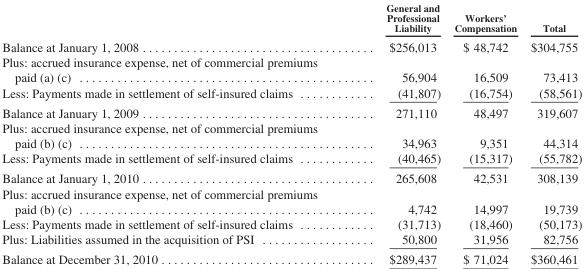 General and
Professional Workers'
Liability Compensation Total
Balance at January 1, 2008 . . . . . . . . . . . . . . . . . . . . . . . . . . . . . . . . . . . $256,013 $ 48,742 $304,755
Plus: accrued insurance expense, net of commercial premiums
paid (a) (c) . . . . . . . . . . . . . . . . . . . . . . . . . . . . . . . . . . . . . . . . . . . . 56,904 16,509 73,413
Less: Payments made in settlement of self-insured claims . . . . . . . . . . . (41,807) (16,754) (58,561)
Balance at January 1, 2009 . . . . . . . . . . . . . . . . . . . . . . . . . . . . . . . . . . . 271,110 48,497 319,607
Plus: accrued insurance expense, net of commercial premiums
paid (b) (c) . . . . . . . . . . . . . . . . . . . . . . . . . . . . . . . . . . . . . . . . . . . . 34,963 9,351 44,314
Less: Payments made in settlement of self-insured claims . . . . . . . . . . . (40,465) (15,317) (55,782)
Balance at January 1, 2010 . . . . . . . . . . . . . . . . . . . . . . . . . . . . . . . . . . . 265,608 42,531 308,139
Plus: accrued insurance expense, net of commercial premiums
paid (b) (c) . . . . . . . . . . . . . . . . . . . . . . . . . . . . . . . . . . . . . . . . . . . . 4,742 14,997 19,739
Less: Payments made in settlement of self-insured claims . . . . . . . . . . . (31,713) (18,460) (50,173)
Plus: Liabilities assumed in the acquisition of PSI . . . . . . . . . . . . . . . . . 50,800 31,956 82,756
Balance at December 31, 2010 . . . . . . . . . . . . . . . . . . . . . . . . . . . . . . . . $289,437 $ 71,024 $360,461